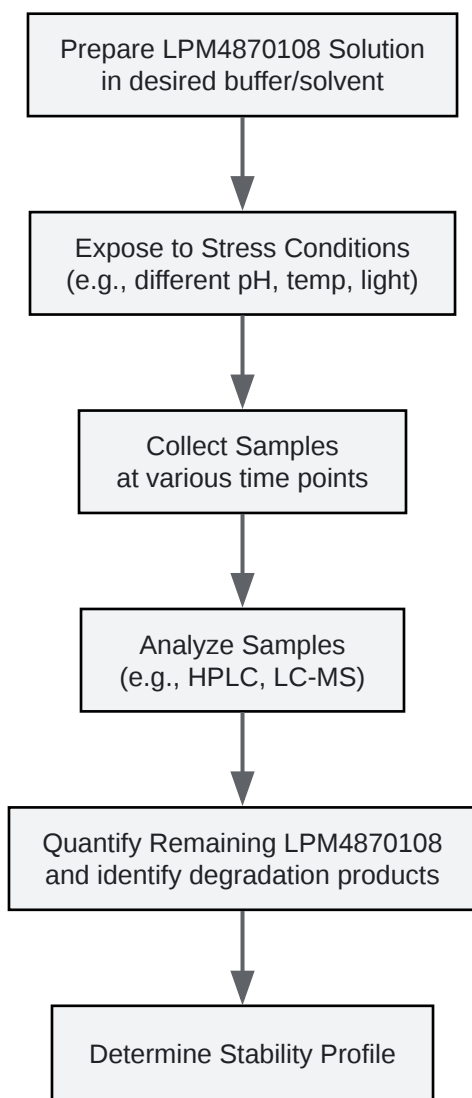 Prepare LPM4870108 Solution
in desired buffer/solvent
Expose to Stress Conditions
(e.g., different pH, temp, light)
Collect Samples
at various time points
Analyze Samples
(e.g., HPLC, LC-MS)
Quantify Remaining LPM4870108
and identify degradation products
Determine Stability Profile